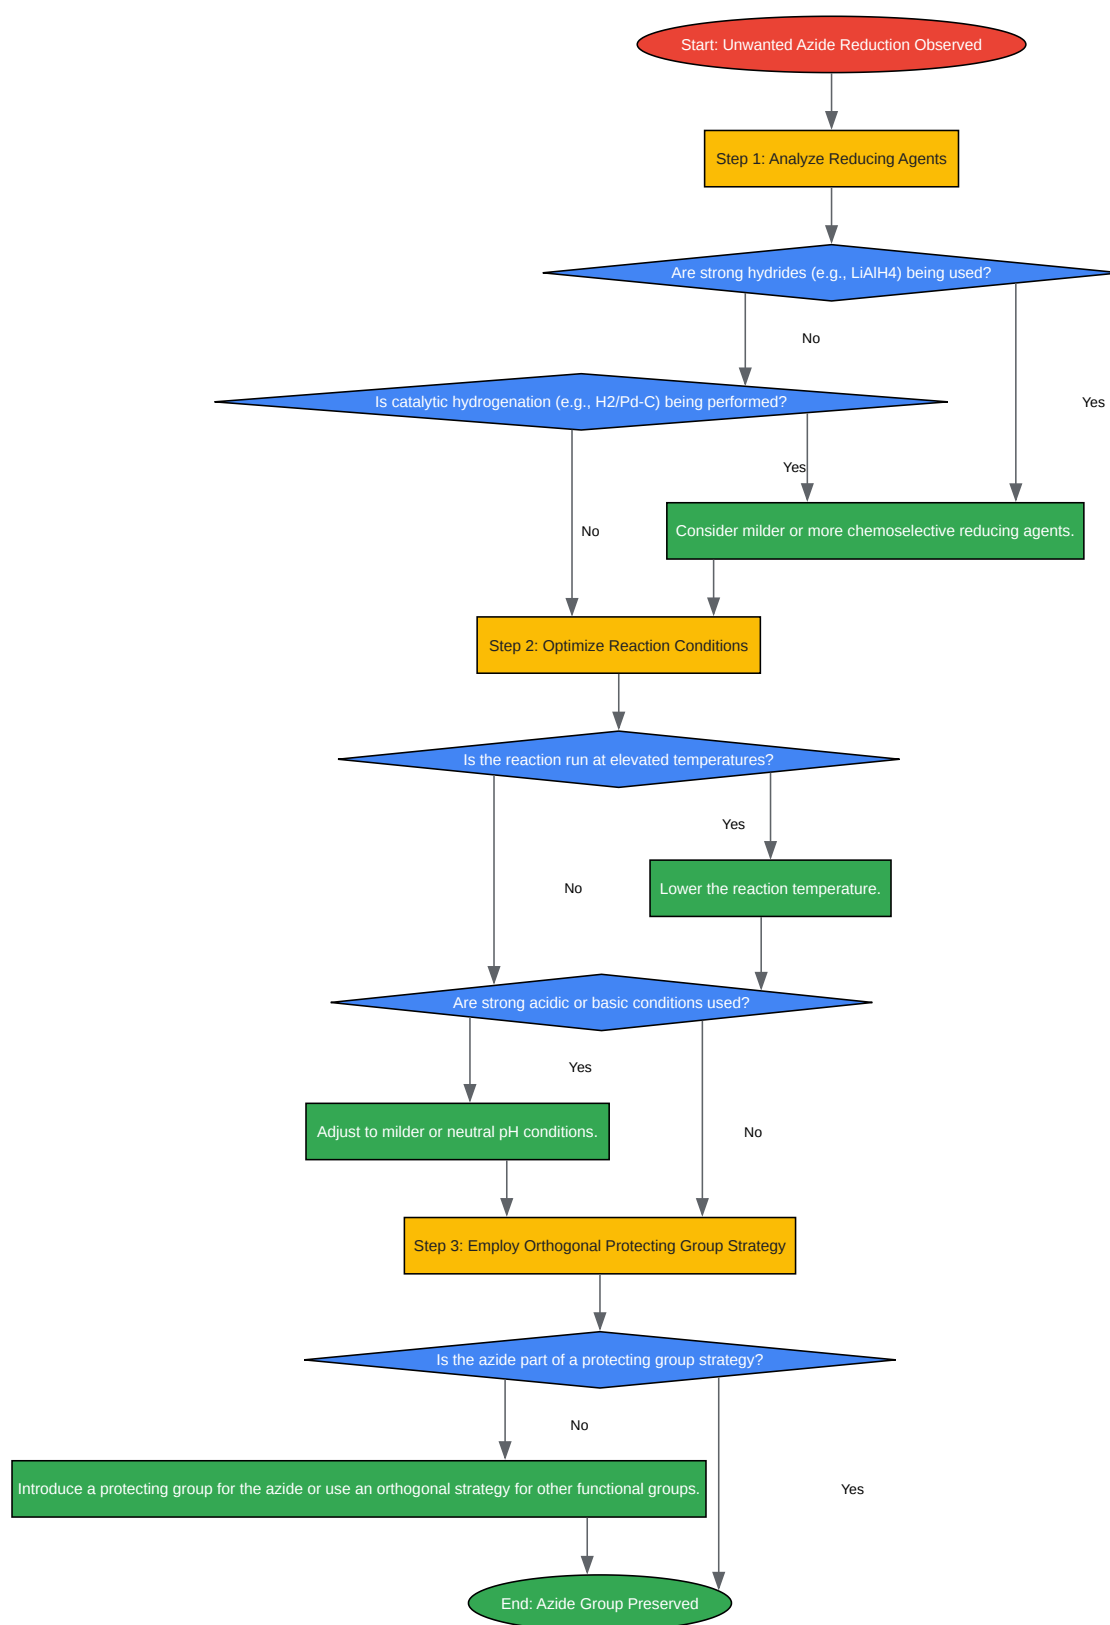 Start: Unwanted Azide Reduction Observed
Step 1: Analyze Reducing Agents
Are strong hydrides (e.g., LiAlH4) being used?
No
Is catalytic hydrogenation (e.g., H2/Pd-C) being performed?
Yes
Yes
No
Consider milder or more chemoselective reducing agents.
Step 2: Optimize Reaction Conditions
Is the reaction run at elevated temperatures?
Yes
No
Lower the reaction temperature.
Are strong acidic or basic conditions used?
Yes
Adjust to milder or neutral pH conditions.
No
Step 3: Employ Orthogonal Protecting Group Strategy
Is the azide part of a protecting group strategy?
No
Introduce a protecting group for the azide or use an orthogonal strategy for other functional groups.
Yes
End: Azide Group Preserved